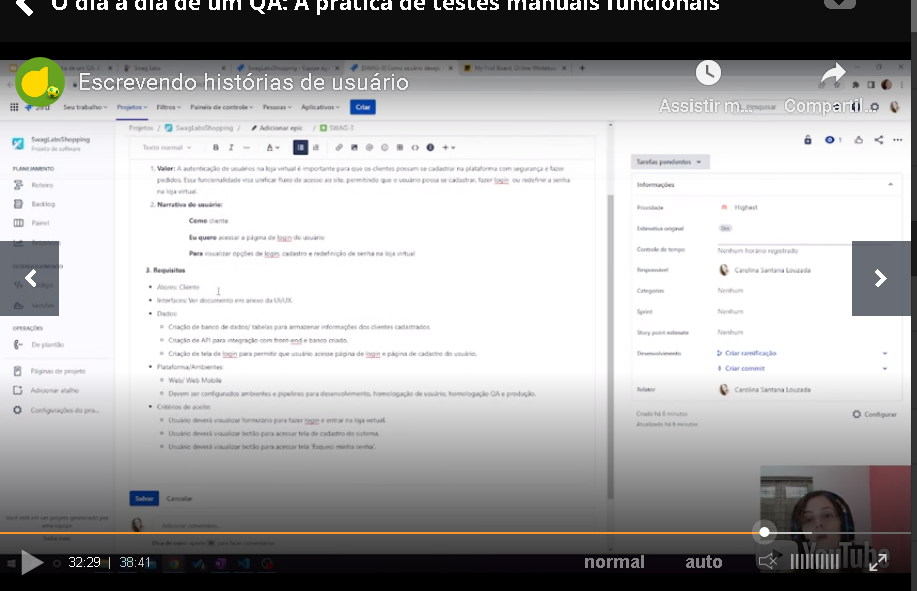 O dia a dia de um QA: A prática de testes manuais funcionais
Escrevendo histórias de usuário
Assistir m... Compartil...
Seu trabalho Projetos Filtros Painéis de controle Pessoas Aplicativos Criar Pesquisar
SwagLabsShopping
Projeto de software
PLANEJAMENTO
Roteiro
Backlog
Painel
OPERAÇÕES
De plantão
Páginas de projeto
Adicionar atalho
Configurações do pro...
Projetos / SwagLabsShopping / Adicionar epic / SWAG-3
Texto normal
1. Valor: A autenticação de usuários na loja virtual é importante para que os clientes possam se cadastrar na plataforma com segurança e fazer
pedidos. Essa funcionalidade visa unificar fluxo de acesso ao site, permitindo que o usuário possa se cadastrar, fazer login ou redefinir a senha
na loja virtual.
2. Narrativa de usuário:
Como cliente
Eu quero acessar a página de login do usuário
Para visualizar opções de login, cadastro e redefinição de senha na loja virtual
3. Requisitos
Atores: Cliente
Interfaces: Ver documento em anexo da UI/UX.
Dados:
Criação de banco de dados/ tabelas para armazenar informações dos clientes cadastrados.
Criação de API para integração com front-end e banco criado.
Criação de tela de login para permitir que usuário acesse página de login e página de cadastro do usuário.
Plataforma/Ambientes:
Web/ Web Mobile
Devem ser configurados ambientes e pipelines para desenvolvimento, homologação de usuário, homologação QA e produção.
Critérios de aceite
Usuário deverá visualizar formulário para fazer login e entrar na loja virtual.
Usuário deverá visualizar botão para acessar tela de cadastro do sistema.
Usuário deverá visualizar botão para acessar tela 'Esqueci minha senha'.
Salvar Cancelar
Adicionar comentário...
Tarefas pendentes
Informações
Prioridade Highest
Estimativa original
Controle de tempo Nenhum horário registrado
Responsável Carolina Santana Louzada
Categorias Nenhum
Sprint Nenhum
Story point estimate Nenhum
Desenvolvimento Criar ramificação
Criar commit
Relator Carolina Santana Louzada
Criado há 6 minutos Configurar
Atualizado há 6 minutos
32:29 | 38:41 normal auto YouTube